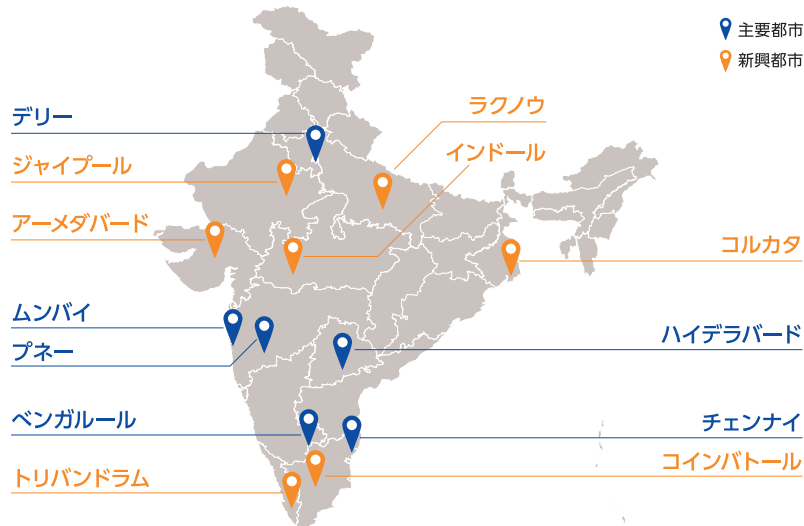 主要都市
新興都市
デリー
ラクノウ
ジャイプール
インドール
アーメダバード
コルカタ
ムンバイ
ハイデラバード
プネー
ベンガルール
チェンナイ
コインバトール
トリバンドラム